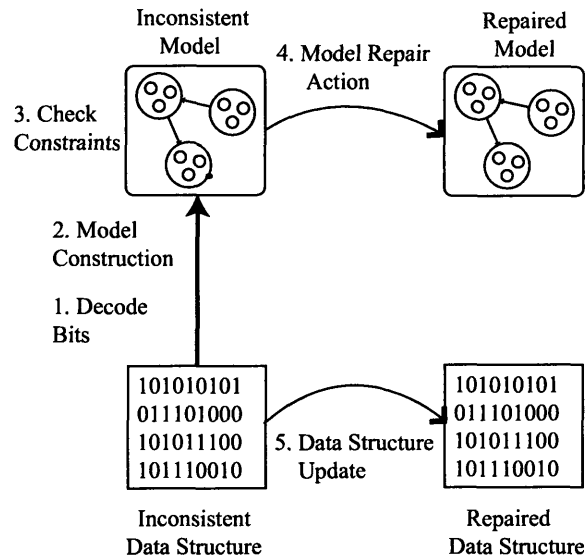 Inconsistent
Model
Repaired
Model
4. Model Repair
Action
3. Check
Constraints
2. Model
Construction
1. Decode
Bits
101010101
011101000
101011100
101110010
5. Data Structure
Update
101010101
011101000
101011100
101110010
Inconsistent
Data Structure
Repaired
Data Structure